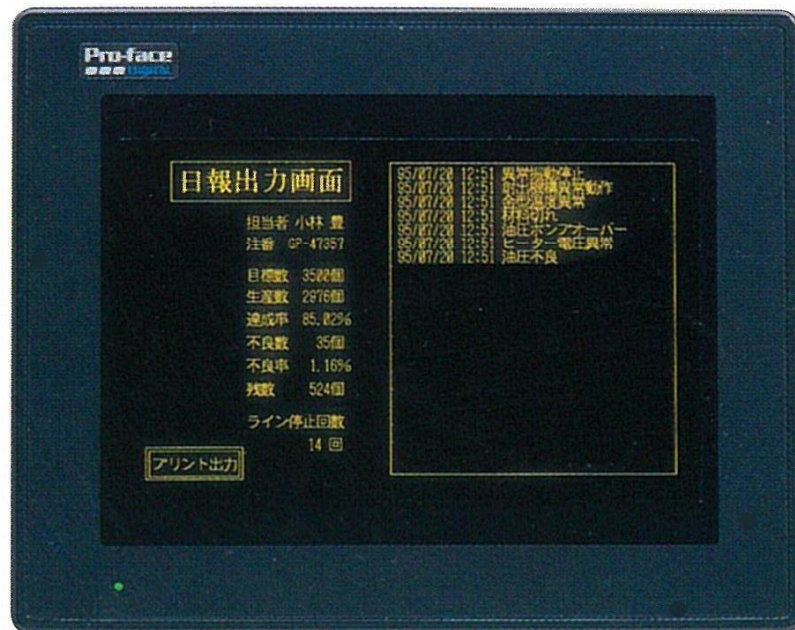 Pro-face
DIGITAL
日報出力画面
担当者 小林 豊
注番 GP-47357
目標数 3500個
生産数 2976個
達成率 85.02%
不良数 35個
不良率 1.16%
残数 524個
ライン停止回数
14 回
プリント出力
95/07/20 12:51 異常振動停止
95/07/20 12:51 射出機構異常動作
95/07/20 12:51 金型温度異常
95/07/20 12:51 材料切れ
95/07/20 12:51 油圧ポンプオーバー
95/07/20 12:51 ヒーター電圧異常
95/07/20 12:51 油圧不良